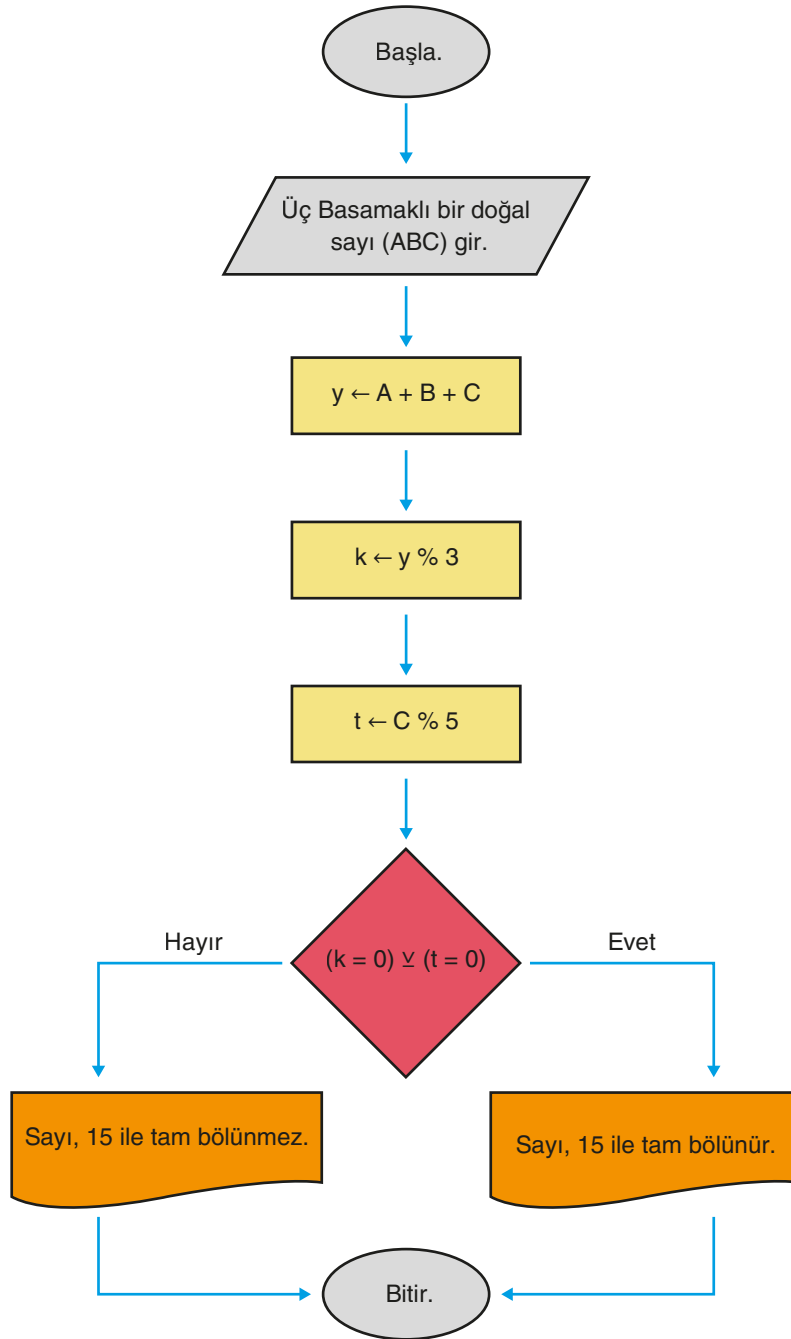 Başla.
Üç Basamaklı bir doğal
sayı (ABC) gir.
y ← A + B + C
k ← y % 3
t ← C % 5
Hayır
(k = 0) ⊻ (t = 0)
Evet
Sayı, 15 ile tam bölünmez.
Sayı, 15 ile tam bölünür.
Bitir.